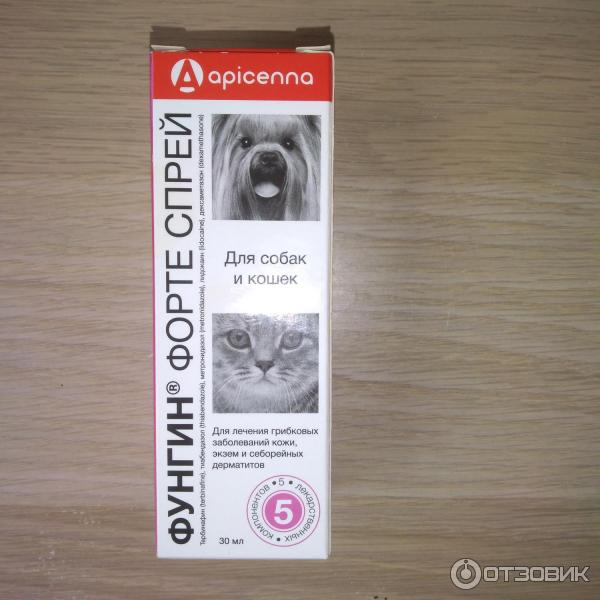 apicenna
ФУНГИН® ФОРТЕ СПРЕЙ
Тербинафин (terbinafine), тиабендазол (thiabendazole), метронидазол (metronidazole), лидокаин (lidocaine), дексаметазон (dexamethasone)
Для собак
и кошек
Для лечения грибковых
заболеваний кожи,
экзем и себорейных
дерматитов
5 • лекарственных • компонентов •
5
30 мл
ОТЗОВИК